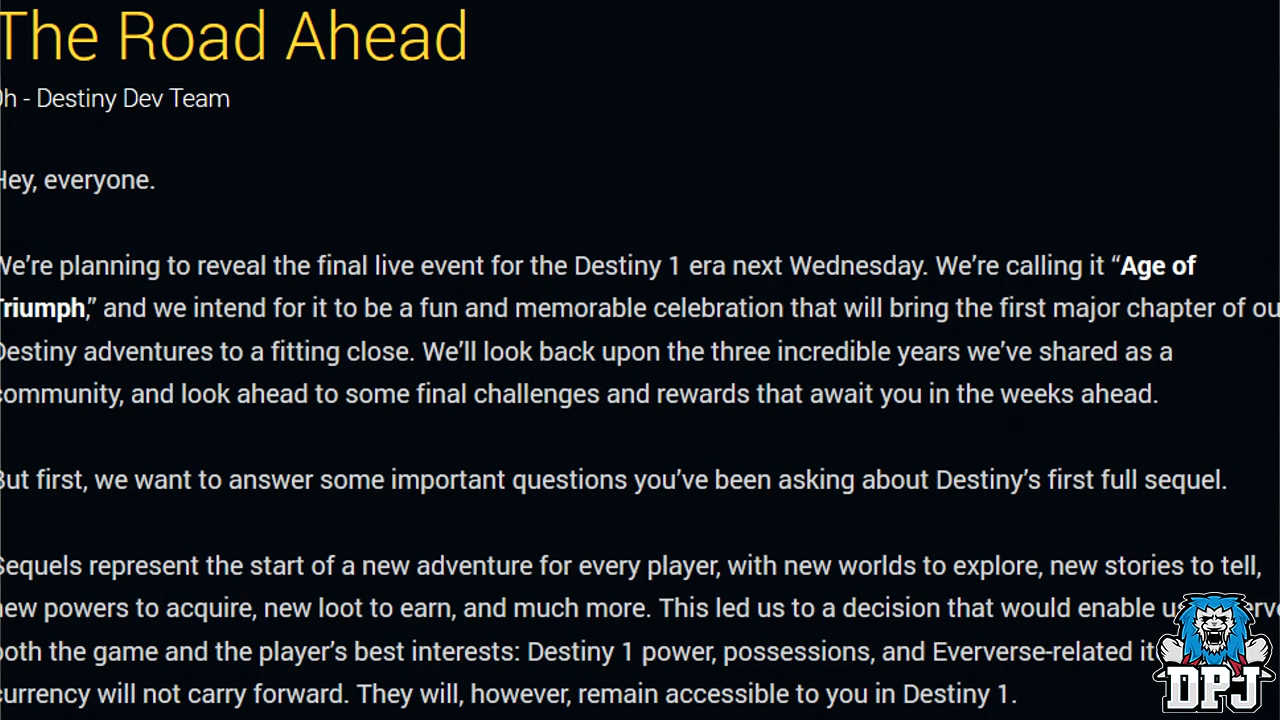 The Road Ahead
0h - Destiny Dev Team
Hey, everyone.
We’re planning to reveal the final live event for the Destiny 1 era next Wednesday. We’re calling it “Age of
Triumph,” and we intend for it to be a fun and memorable celebration that will bring the first major chapter of ou
Destiny adventures to a fitting close. We’ll look back upon the three incredible years we’ve shared as a
community, and look ahead to some final challenges and rewards that await you in the weeks ahead.
But first, we want to answer some important questions you’ve been asking about Destiny’s first full sequel.
Sequels represent the start of a new adventure for every player, with new worlds to explore, new stories to tell,
new powers to acquire, new loot to earn, and much more. This led us to a decision that would enable
both the game and the player’s best interests: Destiny 1 power, possessions, and Eververse-related
currency will not carry forward. They will, however, remain accessible to you in Destiny 1.
DPJ